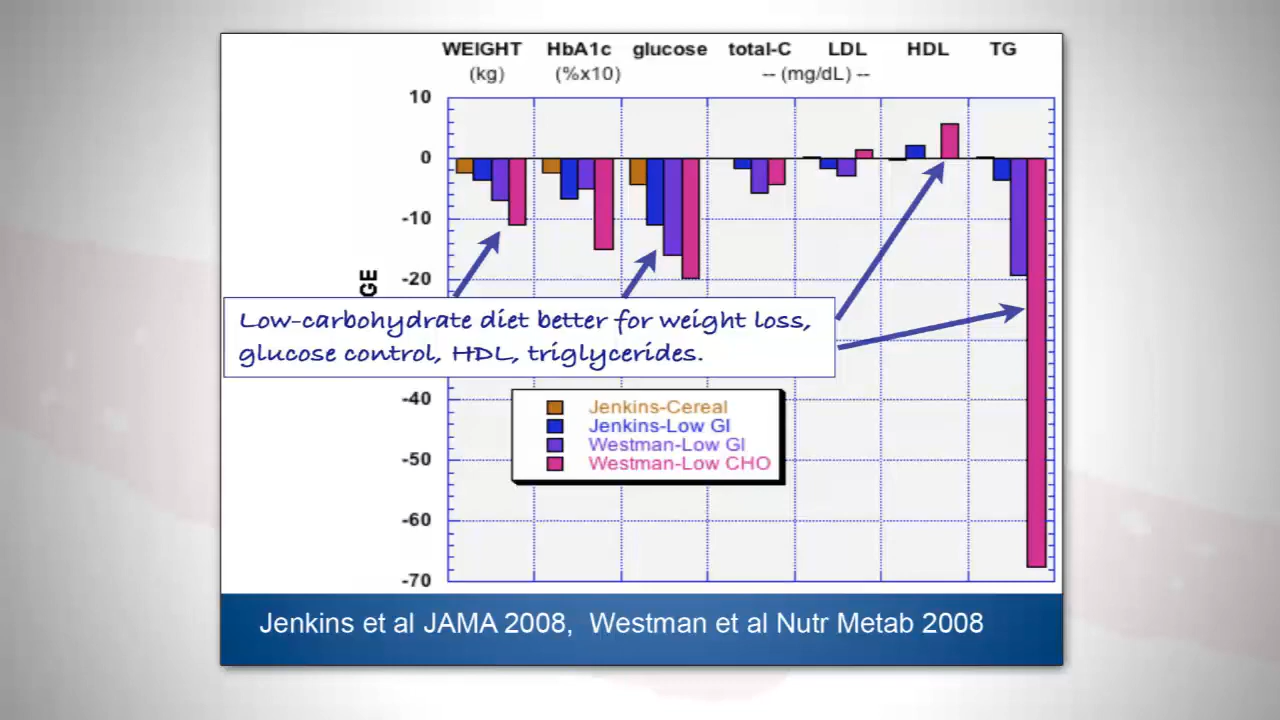 WEIGHT HbA1c glucose total-C LDL HDL TG
(kg) (%x10) -- (mg/dL) --
10
0
-10
-20
GE
Low-carbohydrate diet better for weight loss,
glucose control, HDL, triglycerides.
-40
Jenkins-Cereal
Jenkins-Low GI
Westman-Low GI
Westman-Low CHO
-50
-60
-70
Jenkins et al JAMA 2008, Westman et al Nutr Metab 2008